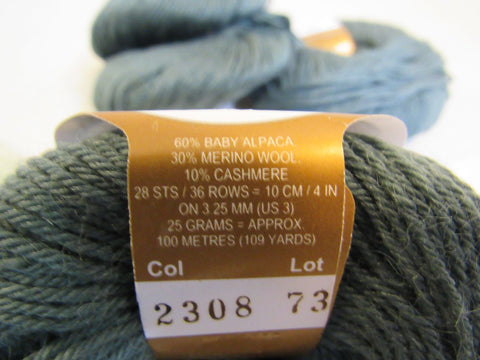 60% BABY ALPACA
30% MERINO WOOL.
10% CASHMERE
28 STS / 36 ROWS = 10 CM / 4 IN
ON 3.25 MM (US 3)
25 GRAMS = APPROX.
100 METRES (109 YARDS)
Col Lot
2308 73